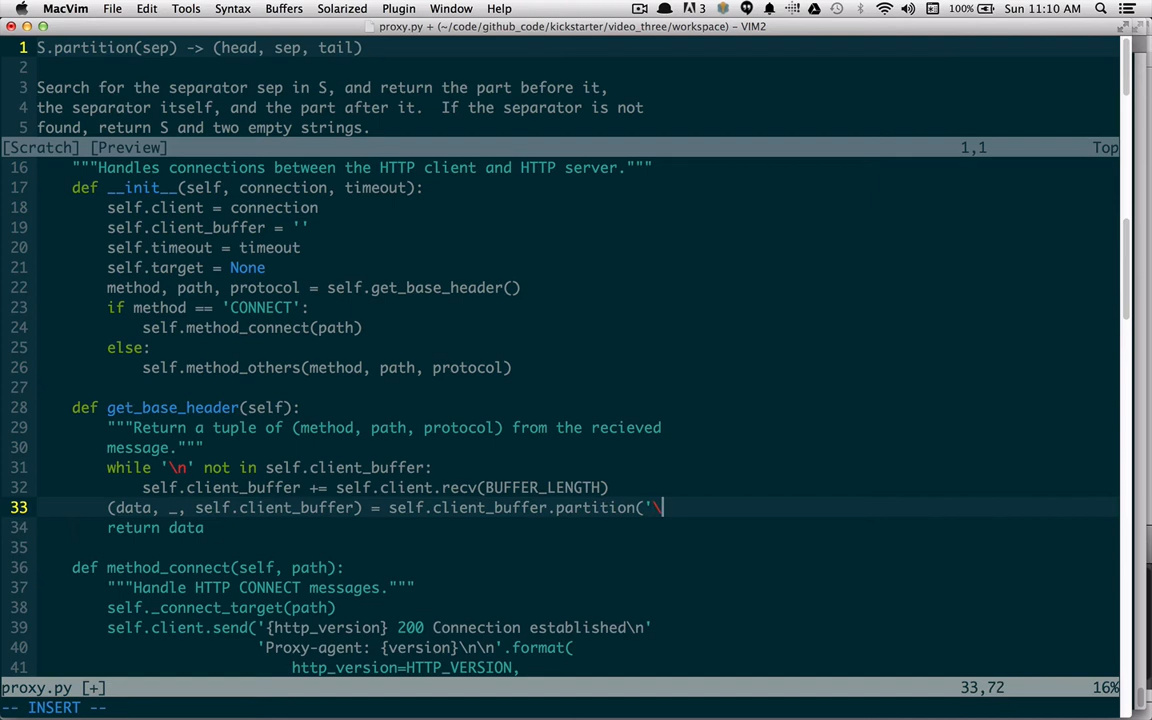 MacVim File Edit Tools Syntax Buffers Solarized Plugin Window Help 3 100% Sun 11:10 AM
proxy.py + (~/code/github_code/kickstarter/video_three/workspace) – VIM2
1 S.partition(sep) -> (head, sep, tail)
2
3 Search for the separator sep in S, and return the part before it,
4 the separator itself, and the part after it.  If the separator is not
5 found, return S and two empty strings.
[Scratch] [Preview] 1,1 Top
16 """Handles connections between the HTTP client and HTTP server."""
17 def __init__(self, connection, timeout):
18 self.client = connection
19 self.client_buffer = ''
20 self.timeout = timeout
21 self.target = None
22 method, path, protocol = self.get_base_header()
23 if method == 'CONNECT':
24 self.method_connect(path)
25 else:
26 self.method_others(method, path, protocol)
27
28 def get_base_header(self):
29 """Return a tuple of (method, path, protocol) from the recieved
30 message."""
31 while '\n' not in self.client_buffer:
32 self.client_buffer += self.client.recv(BUFFER_LENGTH)
33 (data, _, self.client_buffer) = self.client_buffer.partition('\
34 return data
35
36 def method_connect(self, path):
37 """Handle HTTP CONNECT messages."""
38 self._connect_target(path)
39 self.client.send('{http_version} 200 Connection established\n'
40 'Proxy-agent: {version}\n\n'.format(
41 http_version=HTTP_VERSION,
proxy.py [+] 33,72 16%
-- INSERT --